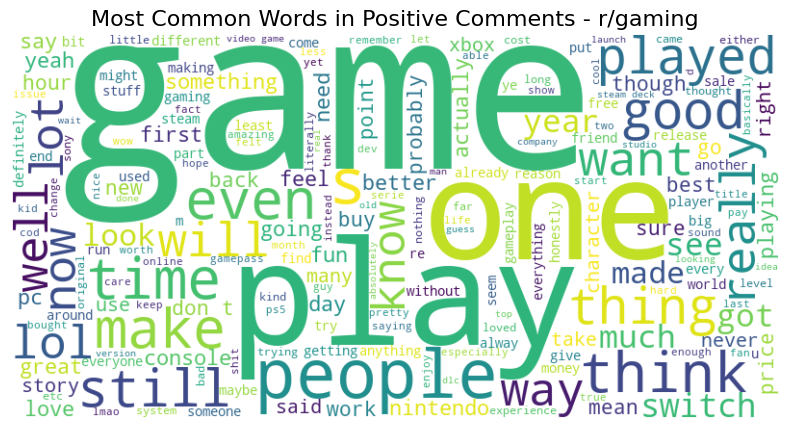 Most Common Words in Positive Comments - r/gaming
say bit little different video game come less remember let cost put launch came either
yeah might making something yet xbox able ye long cool played
hour stuff gaming need point actually show though sale steam deck thought d basically
issue game
fact steam probably year free two good right
definitely lot wait wow first least amazing felt literally real thank dev friend company studio release go
end sony used part hope man want another
well nice new back feel better s already reason one best really
kid change done even instead serie old nothing far start player title playing
cod now m going buy know re life guess gameplay everything honestly character sure big pay
look will month fun absolutely looking see sound
run worth gamepass find many without made every world idea
pc original online time guy day play seem hard level
use care keep don t kind ps5 pretty top thing last got
around make try saying loved alway much never
lol bought version console shit trying getting anything especially take enough fan u price
great everyone bad people enjoy dlc give way money think
story still maybe said work nintendo experience true mean switch
love etc lmao system someone